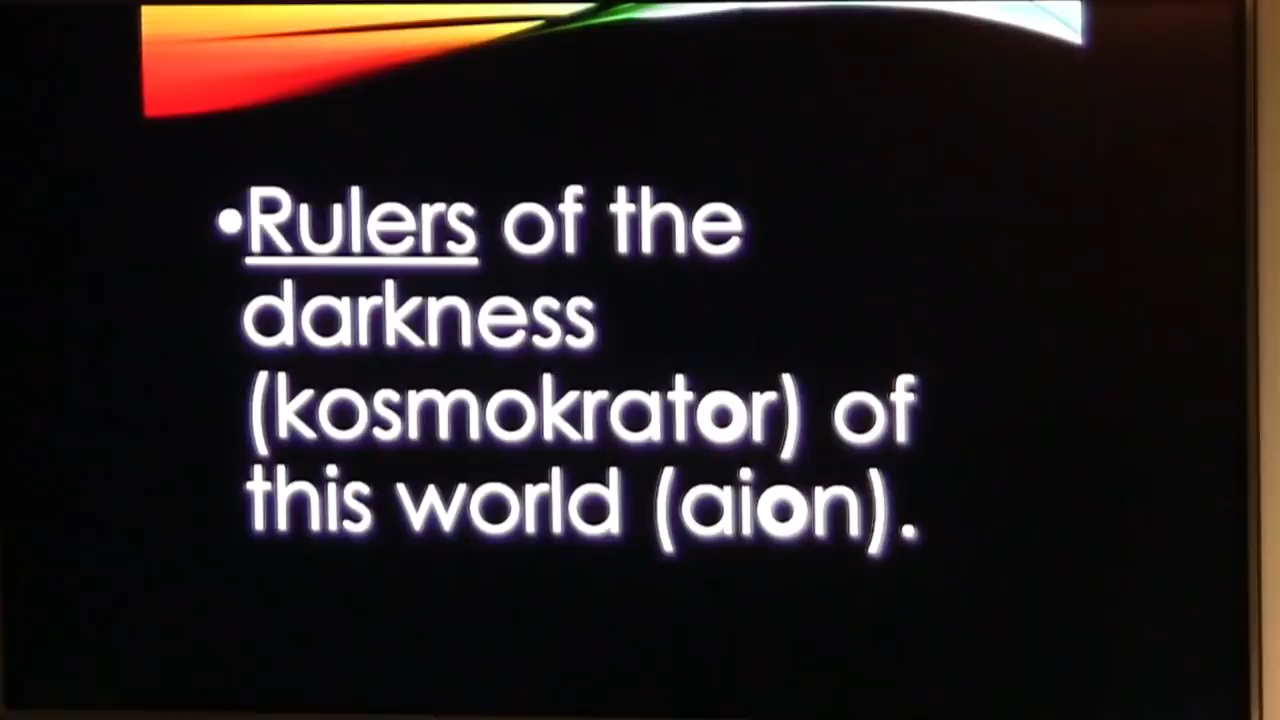 •Rulers of the
darkness
(kosmokrator) of
this world (aion).